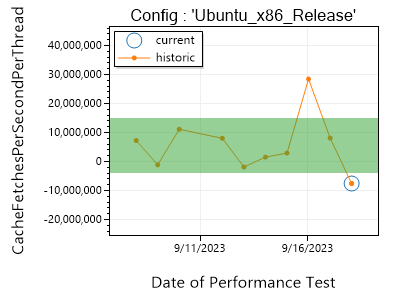 Config : 'Ubuntu_x86_Release'
current
historic
CacheFetchesPerSecondPerThread
40,000,000
30,000,000
20,000,000
10,000,000
0
-10,000,000
-20,000,000
9/11/2023
9/16/2023
Date of Performance Test